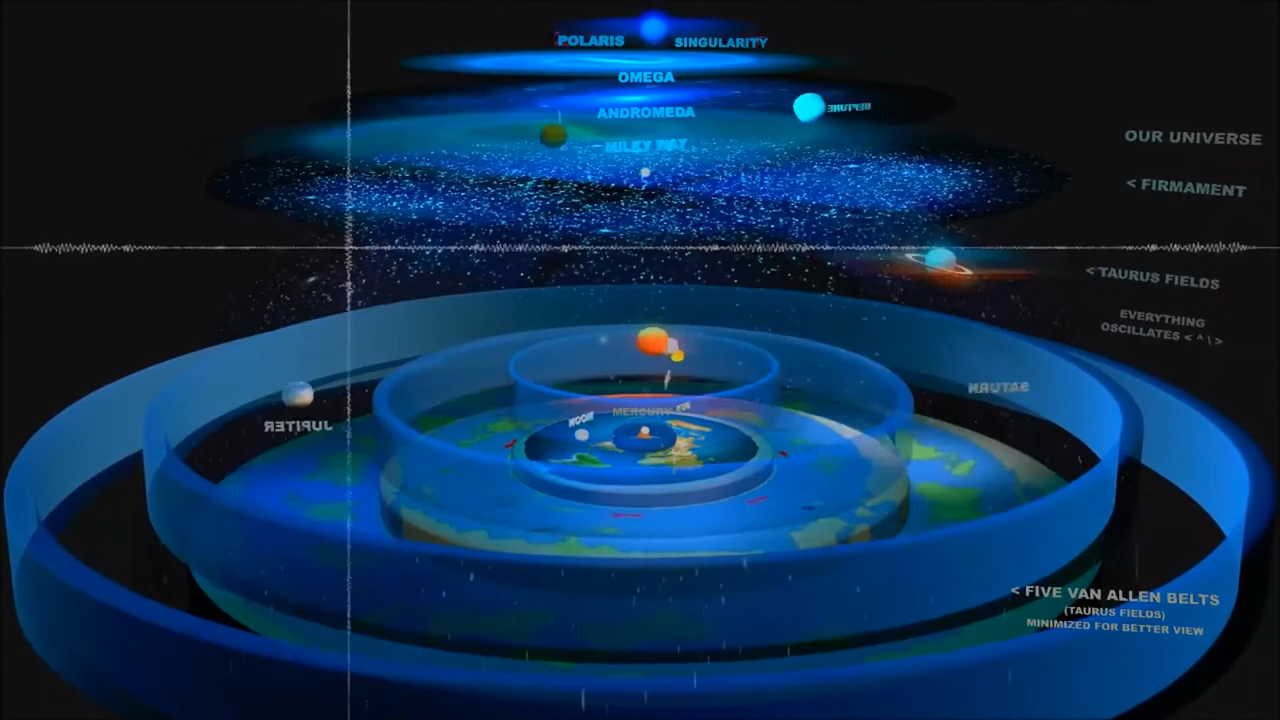 POLARIS
SINGULARITY
OMEGA
NEPTUNE
ANDROMEDA
OUR UNIVERSE
MILKY WAY
< FIRMAMENT
< TAURUS FIELDS
EVERYTHING
OSCILLATES < ^ \ >
SATURN
MERCURY
MOON
JUPITER
< FIVE VAN ALLEN BELTS
(TAURUS FIELDS)
MINIMIZED FOR BETTER VIEW